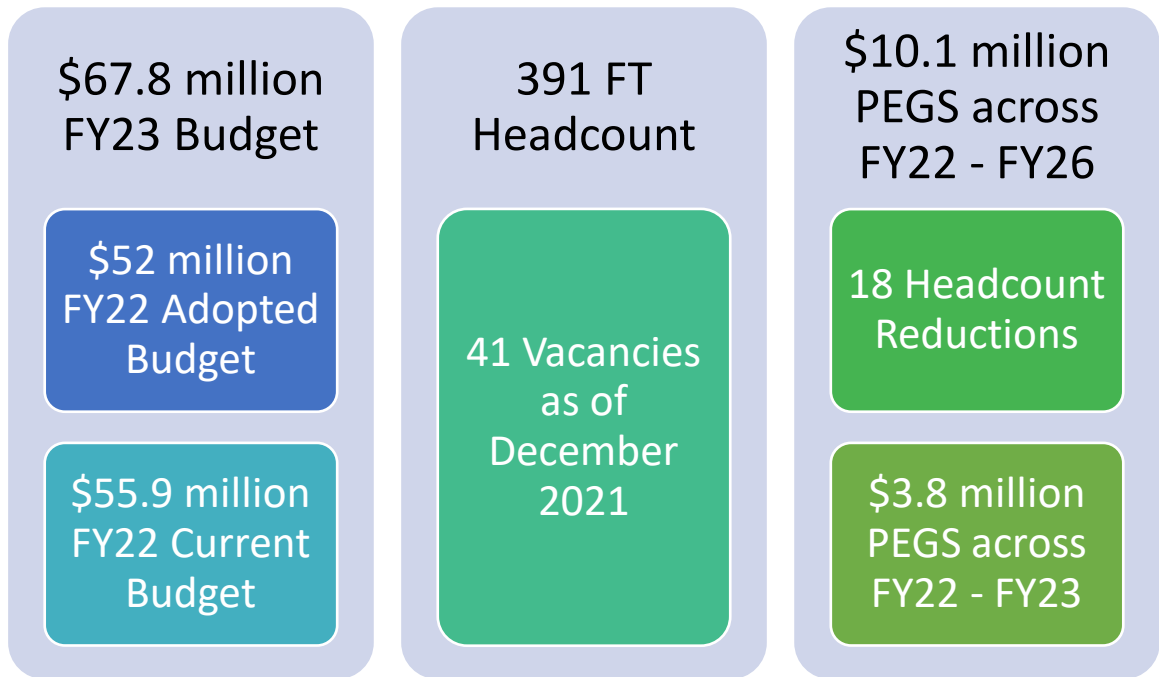 $67.8 million
FY23 Budget
$52 million
FY22 Adopted
Budget
$55.9 million
FY22 Current
Budget
391 FT
Headcount
41 Vacancies
as of
December
2021
$10.1 million
PEGS across
FY22 - FY26
18 Headcount
Reductions
$3.8 million
PEGS across
FY22 - FY23